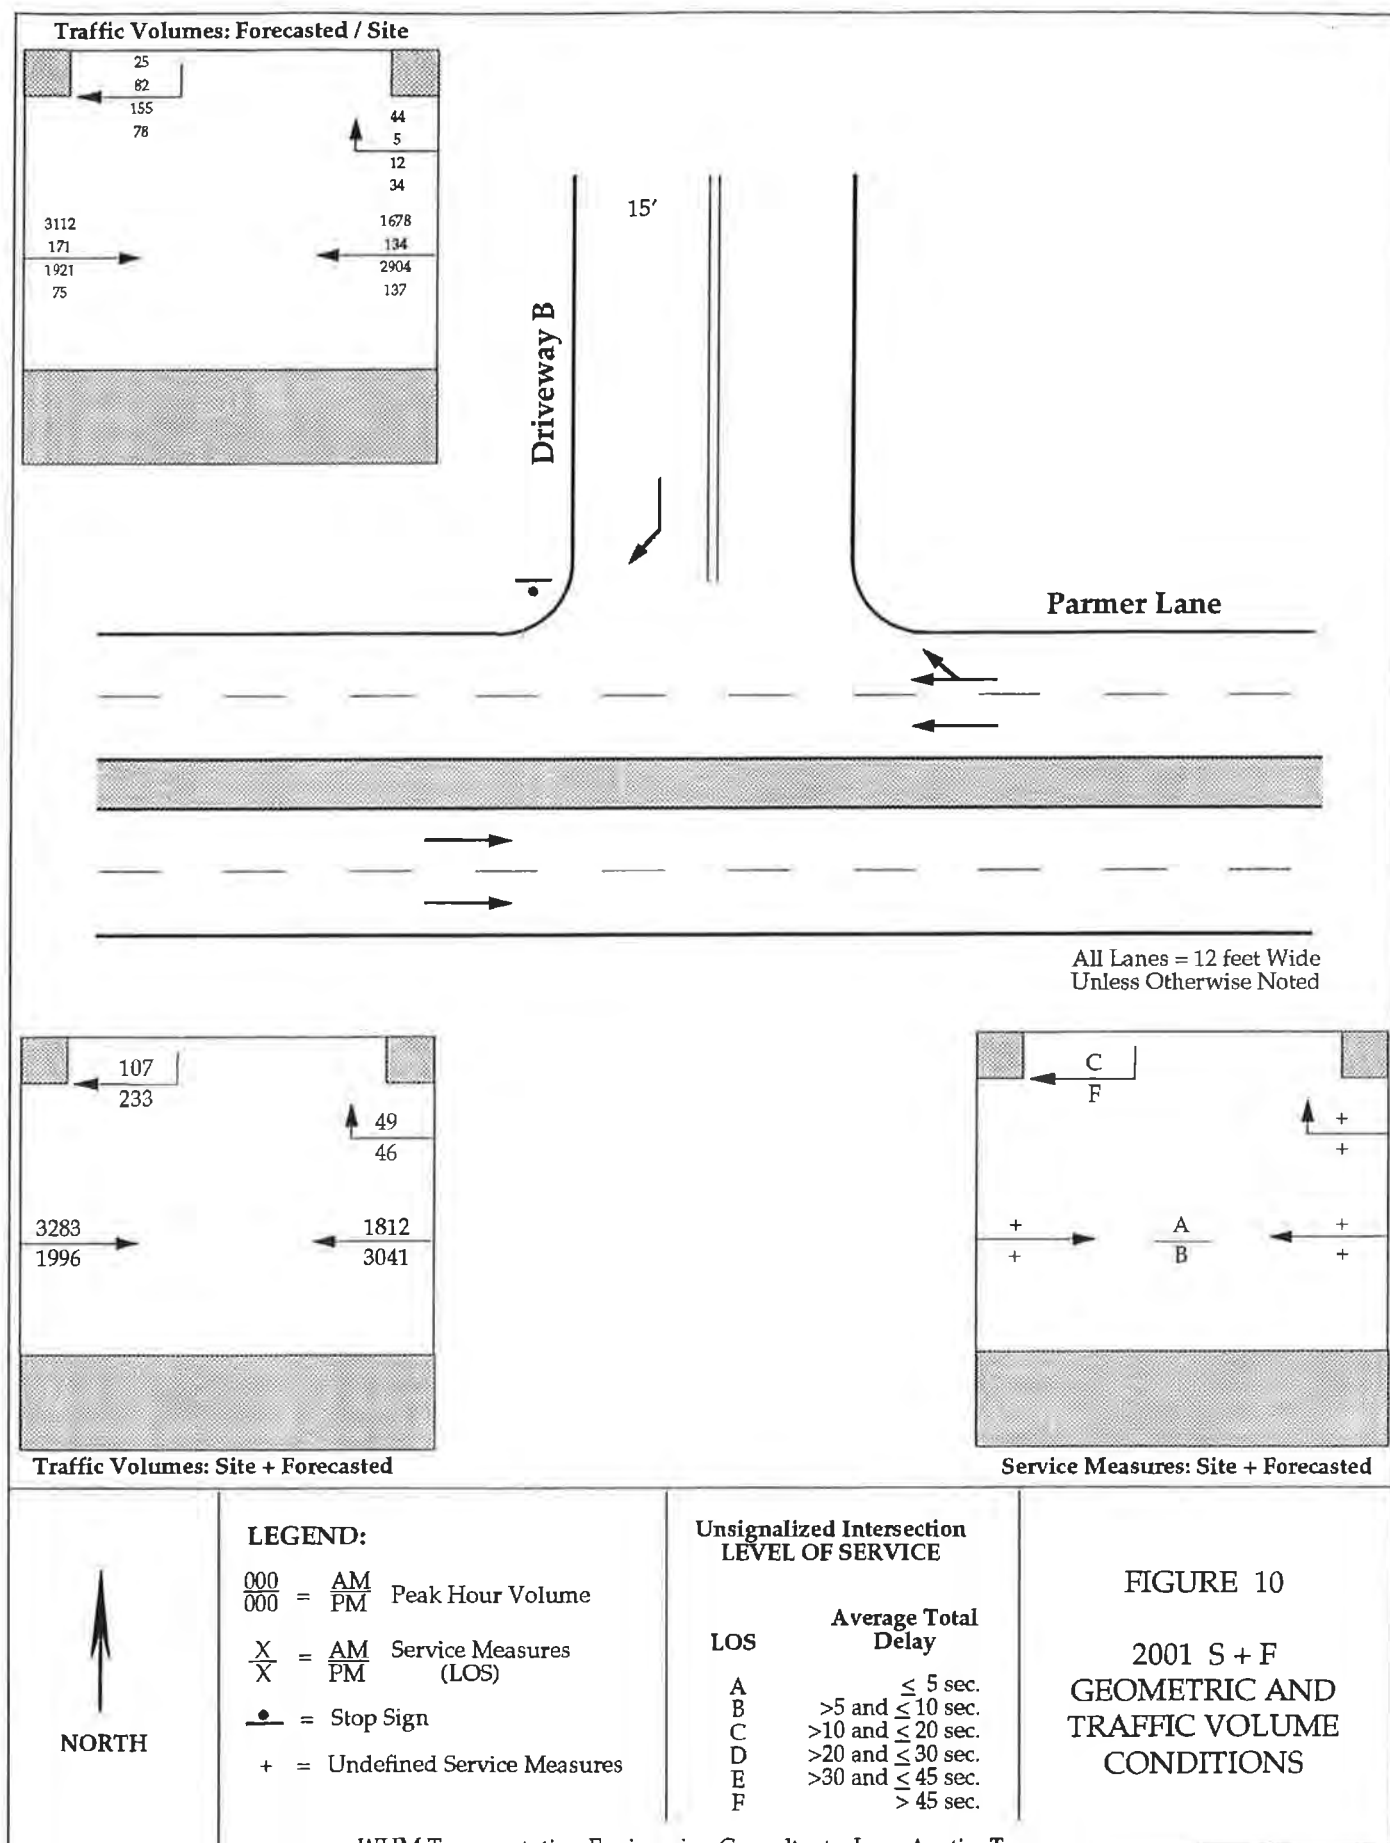 Traffic Volumes: Forecasted / Site
25
82
155
78
44
5
12
34
3112
171
1921
75
1678
134
2904
137
15'
Driveway B
Parmer Lane
All Lanes = 12 feet Wide
Unless Otherwise Noted
107
233
49
46
3283
1996
1812
3041
Traffic Volumes: Site + Forecasted
C
F
+
+
+
+
A
B
+
+
Service Measures: Site + Forecasted
NORTH
LEGEND:
000 = AM Peak Hour Volume
000 PM
X = AM Service Measures
X PM (LOS)
= Stop Sign
+ = Undefined Service Measures
Unsignalized Intersection
LEVEL OF SERVICE
LOS Average Total Delay
A ≤ 5 sec.
B >5 and ≤ 10 sec.
C >10 and ≤ 20 sec.
D >20 and ≤ 30 sec.
E >30 and ≤ 45 sec.
F > 45 sec.
FIGURE 10
2001 S + F
GEOMETRIC AND
TRAFFIC VOLUME
CONDITIONS